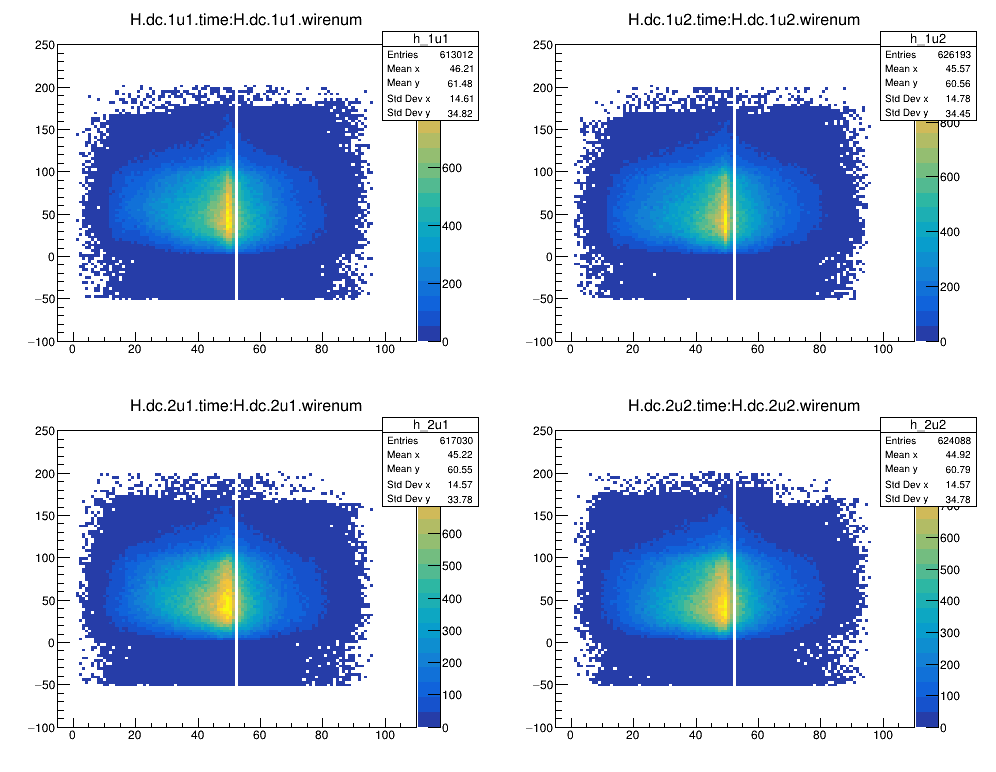 H.dc.1u1.time:H.dc.1u1.wirenum
h_1u1
Entries 613012
Mean x 46.21
Mean y 61.48
Std Dev x 14.61
Std Dev y 34.82
250
200
150
100
50
0
−50
−100
0 20 40 60 80 100
600
400
200
0
H.dc.1u2.time:H.dc.1u2.wirenum
h_1u2
Entries 626193
Mean x 45.57
Mean y 60.56
Std Dev x 14.78
Std Dev y 34.45
250
200
150
100
50
0
−50
−100
0 20 40 60 80 100
800
600
400
200
0
H.dc.2u1.time:H.dc.2u1.wirenum
h_2u1
Entries 617030
Mean x 45.22
Mean y 60.55
Std Dev x 14.57
Std Dev y 33.78
250
200
150
100
50
0
−50
−100
0 20 40 60 80 100
600
500
400
300
200
100
0
H.dc.2u2.time:H.dc.2u2.wirenum
h_2u2
Entries 624088
Mean x 44.92
Mean y 60.79
Std Dev x 14.57
Std Dev y 34.78
250
200
150
100
50
0
−50
−100
0 20 40 60 80 100
700
600
500
400
300
200
100
0